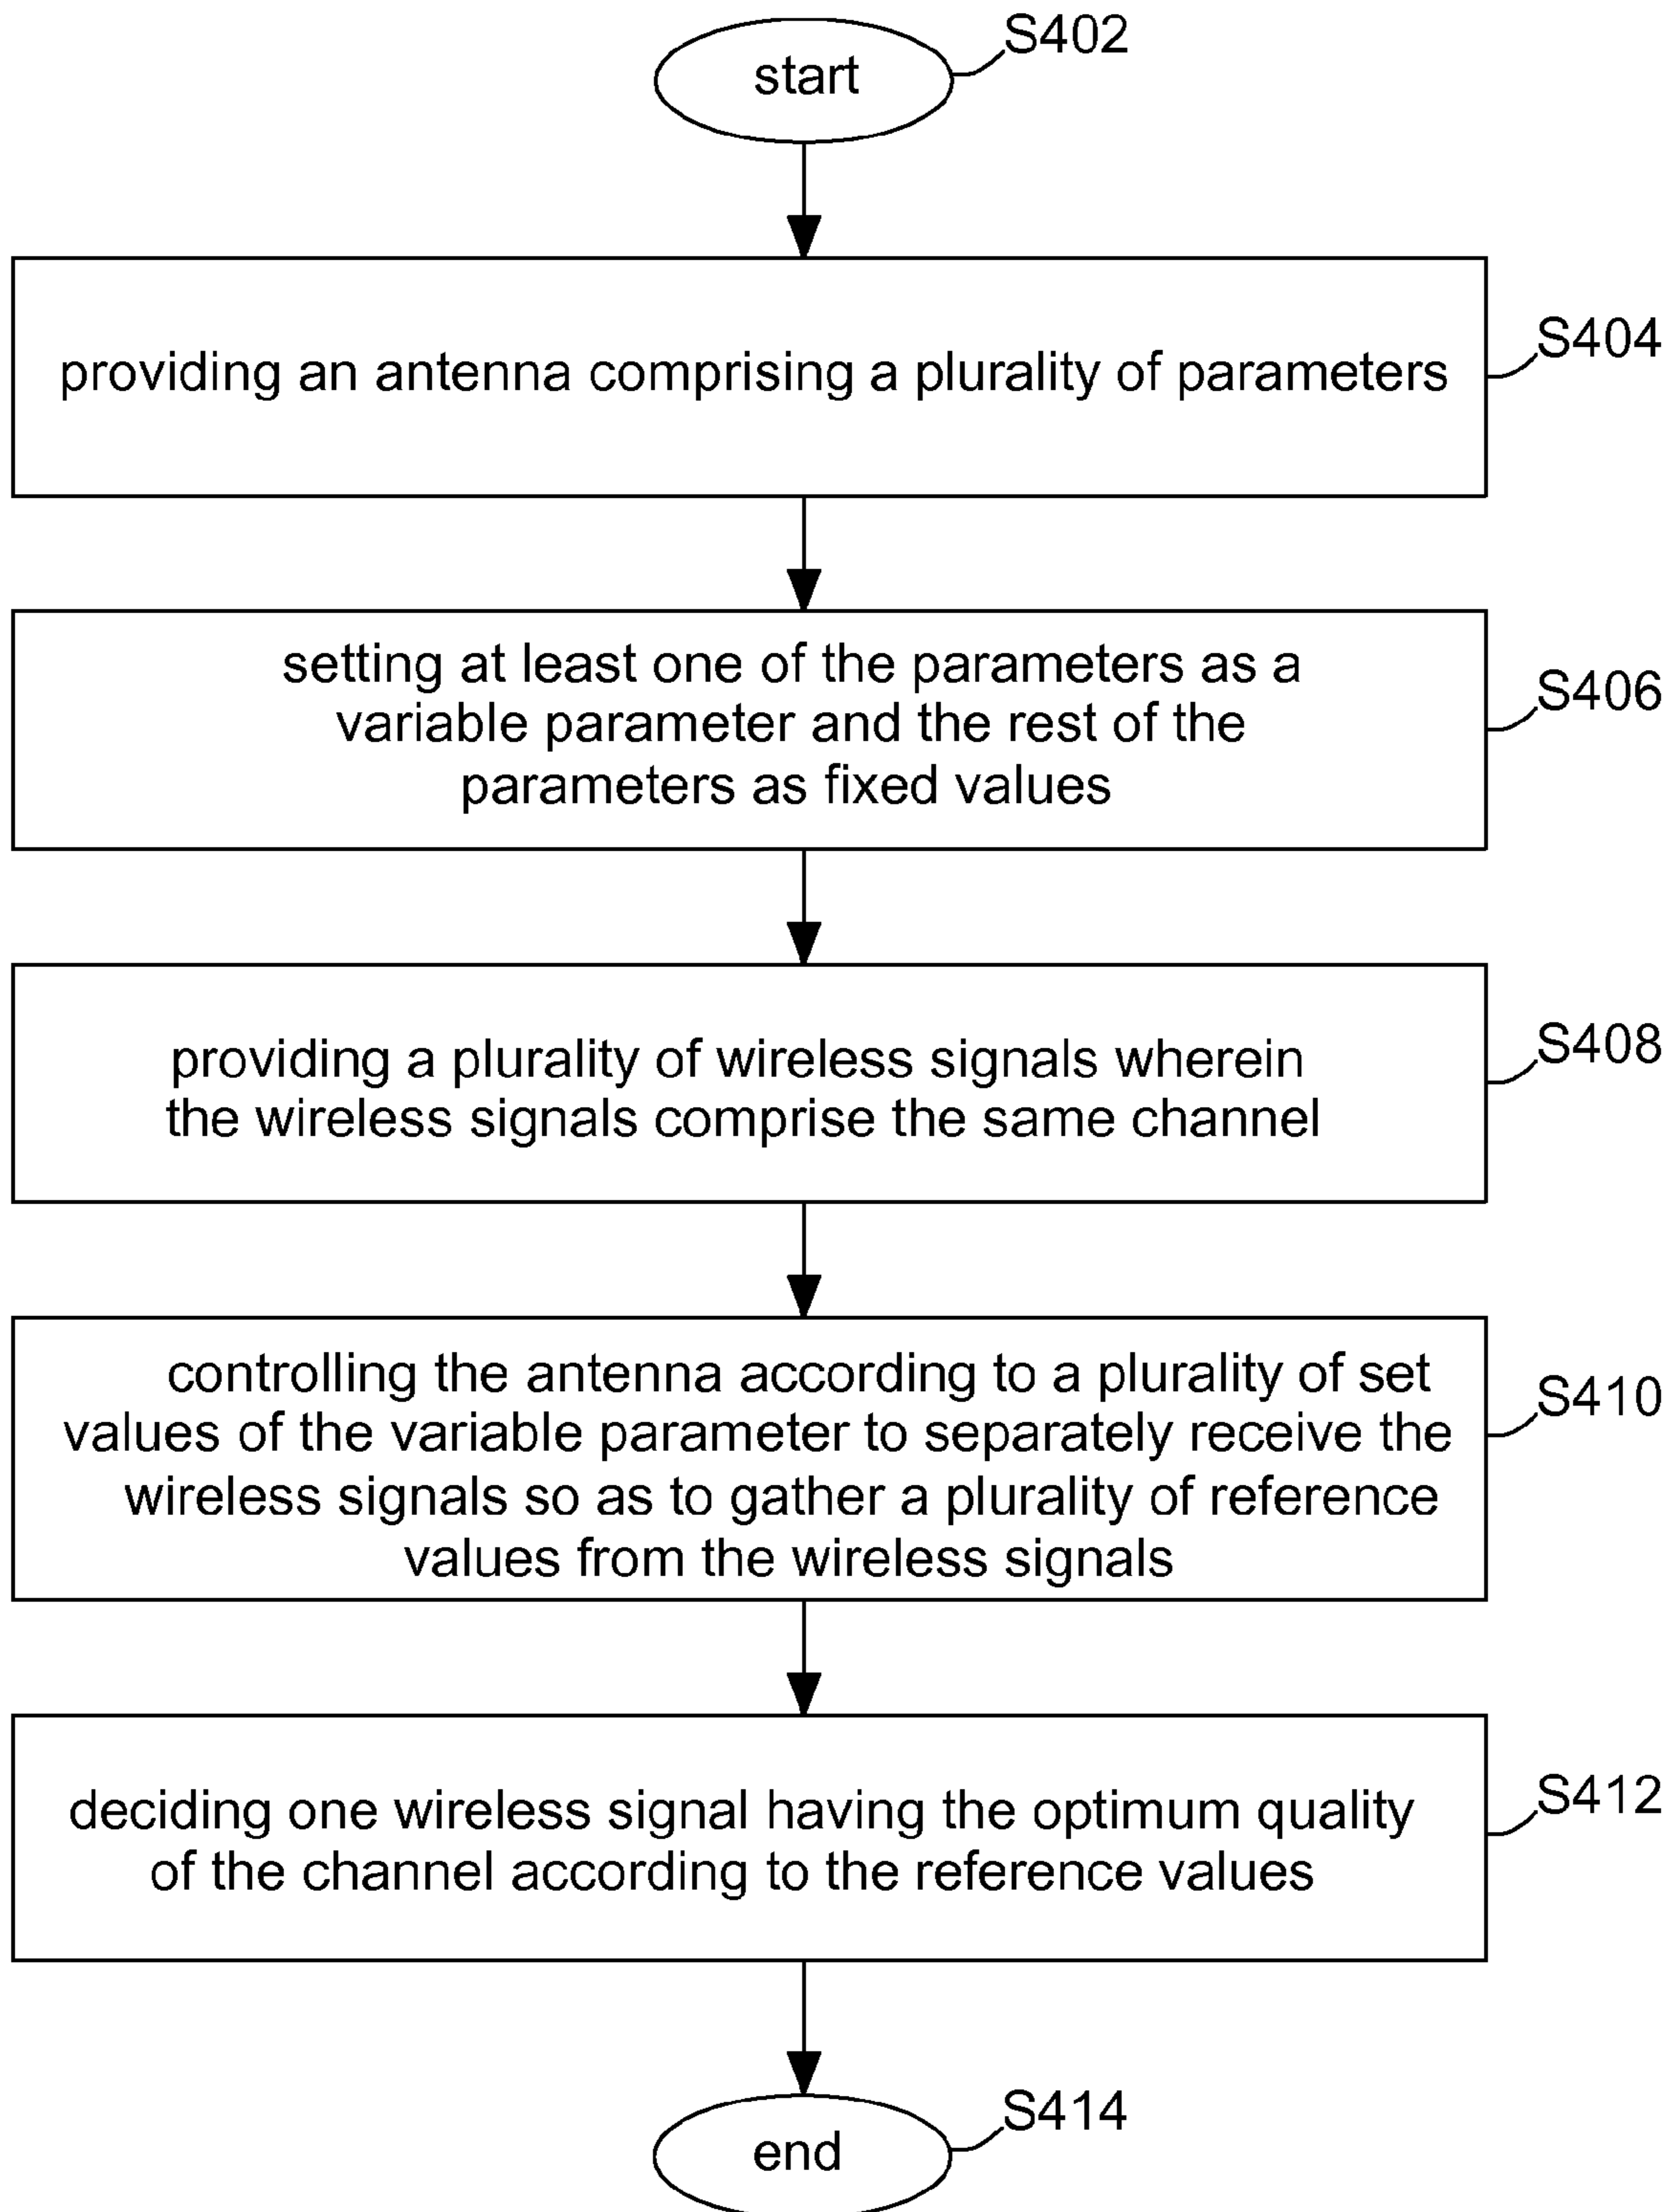 start
S402
providing an antenna comprising a plurality of parameters
S404
setting at least one of the parameters as a
variable parameter and the rest of the
parameters as fixed values
S406
providing a plurality of wireless signals wherein
the wireless signals comprise the same channel
S408
controlling the antenna according to a plurality of set
values of the variable parameter to separately receive the
wireless signals so as to gather a plurality of reference
values from the wireless signals
S410
deciding one wireless signal having the optimum quality
of the channel according to the reference values
S412
end
S414